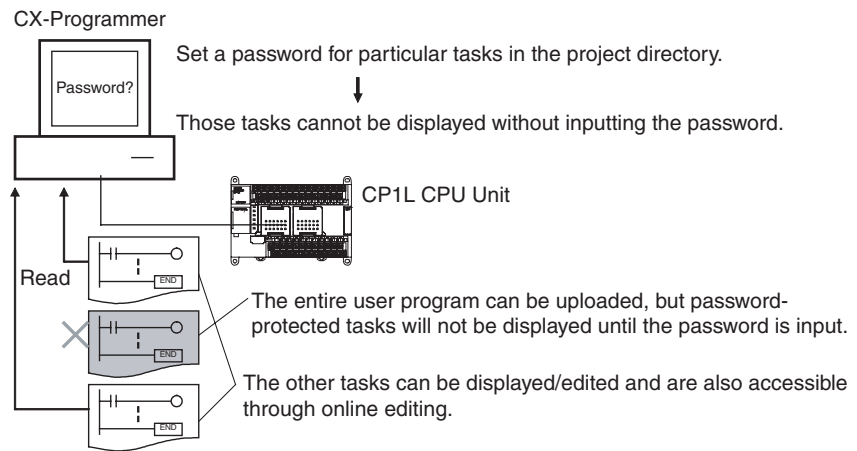 CX-Programmer
Set a password for particular tasks in the project directory.
Password?
Those tasks cannot be displayed without inputting the password.
CP1L CPU Unit
Read
END
The entire user program can be uploaded, but password-
protected tasks will not be displayed until the password is input.
END
The other tasks can be displayed/edited and are also accessible
through online editing.
END